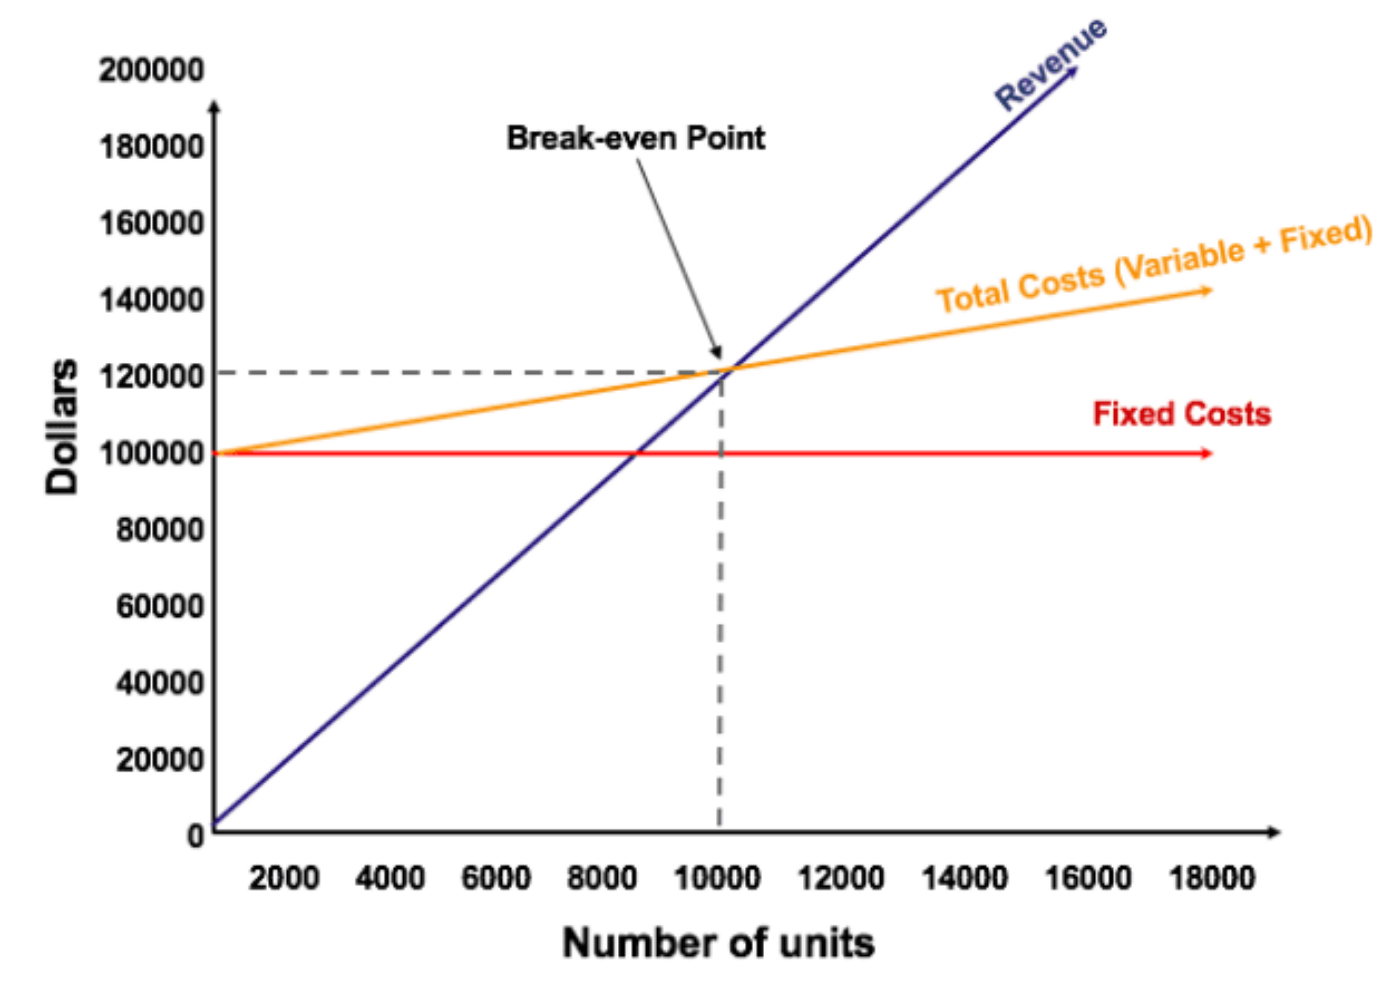 Revenue
200000
Break-even Point
180000
160000
Total Costs (Variable + Fixed)
140000
Dollars
120000
Fixed Costs
100000
80000
60000
40000
20000
0
2000 4000 6000 8000 10000 12000 14000 16000 18000
Number of units